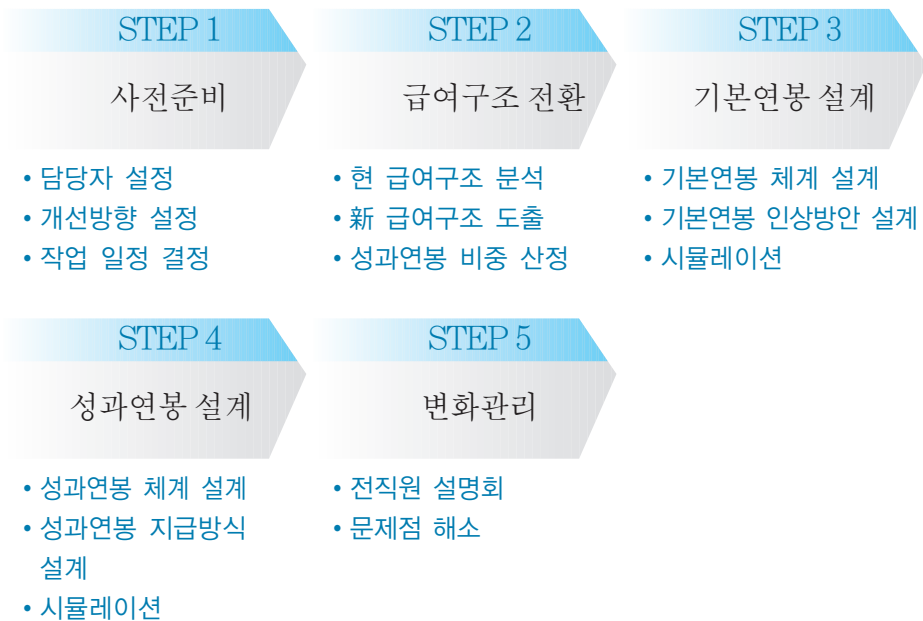 STEP 1
사전준비
• 담당자 설정
• 개선방향 설정
• 작업 일정 결정
STEP 2
급여구조 전환
• 현 급여구조 분석
• 新 급여구조 도출
• 성과연봉 비중 산정
STEP 3
기본연봉 설계
• 기본연봉 체계 설계
• 기본연봉 인상방안 설계
• 시뮬레이션
STEP 4
성과연봉 설계
• 성과연봉 체계 설계
• 성과연봉 지급방식
설계
• 시뮬레이션
STEP 5
변화관리
• 전직원 설명회
• 문제점 해소